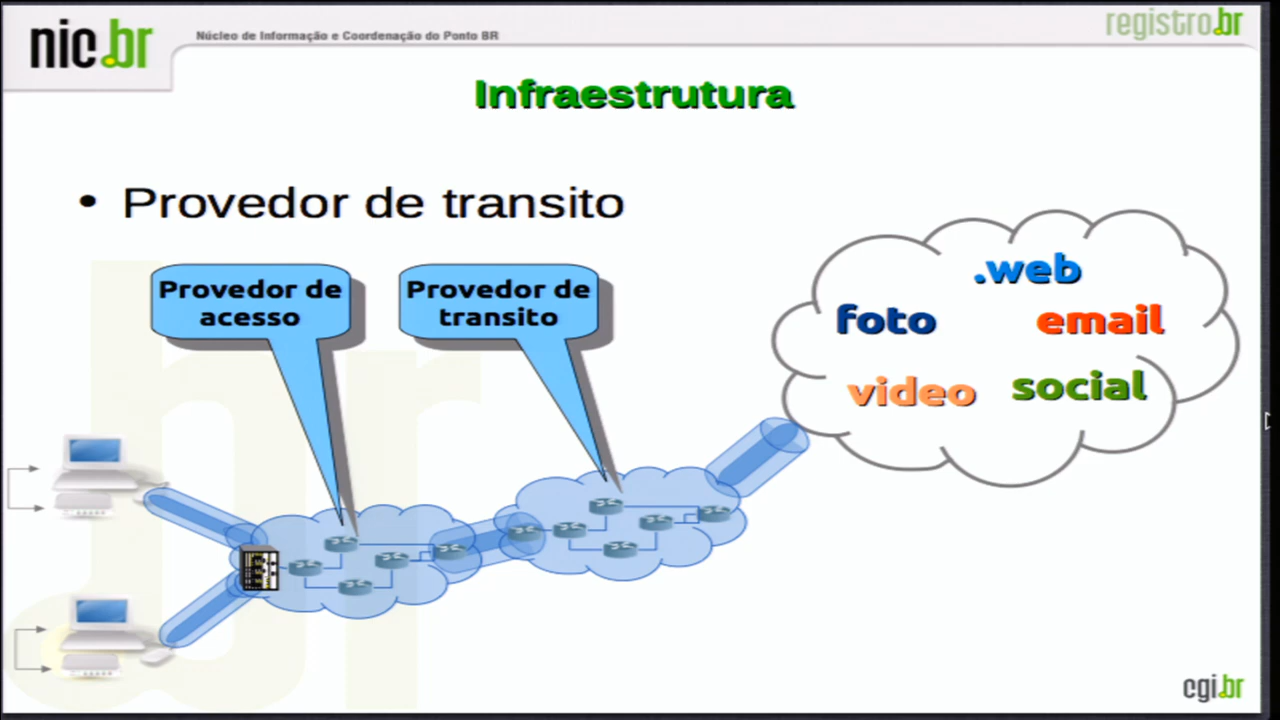 nic.br
Núcleo de Informação e Coordenação do Ponto BR
registro.br
Infraestrutura
• Provedor de transito
Provedor de
acesso
Provedor de
transito
.web
foto
email
video
social
cgi.br
br